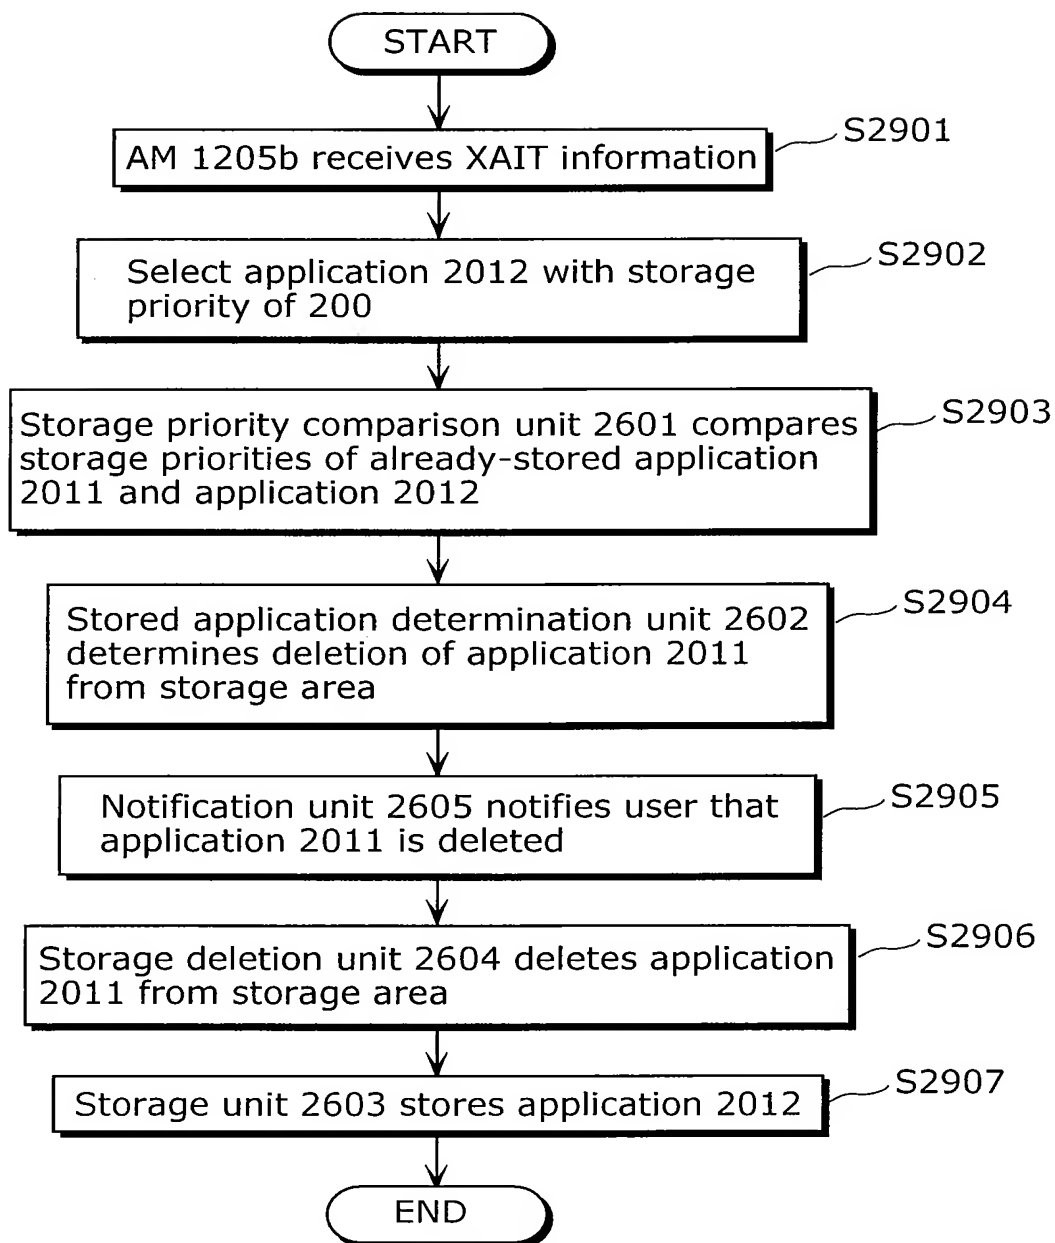 START
AM 1205b receives XAIT information
S2901
Select application 2012 with storage
priority of 200
S2902
Storage priority comparison unit 2601 compares
storage priorities of already-stored application
2011 and application 2012
S2903
Stored application determination unit 2602
determines deletion of application 2011
from storage area
S2904
Notification unit 2605 notifies user that
application 2011 is deleted
S2905
Storage deletion unit 2604 deletes application
2011 from storage area
S2906
Storage unit 2603 stores application 2012
S2907
END